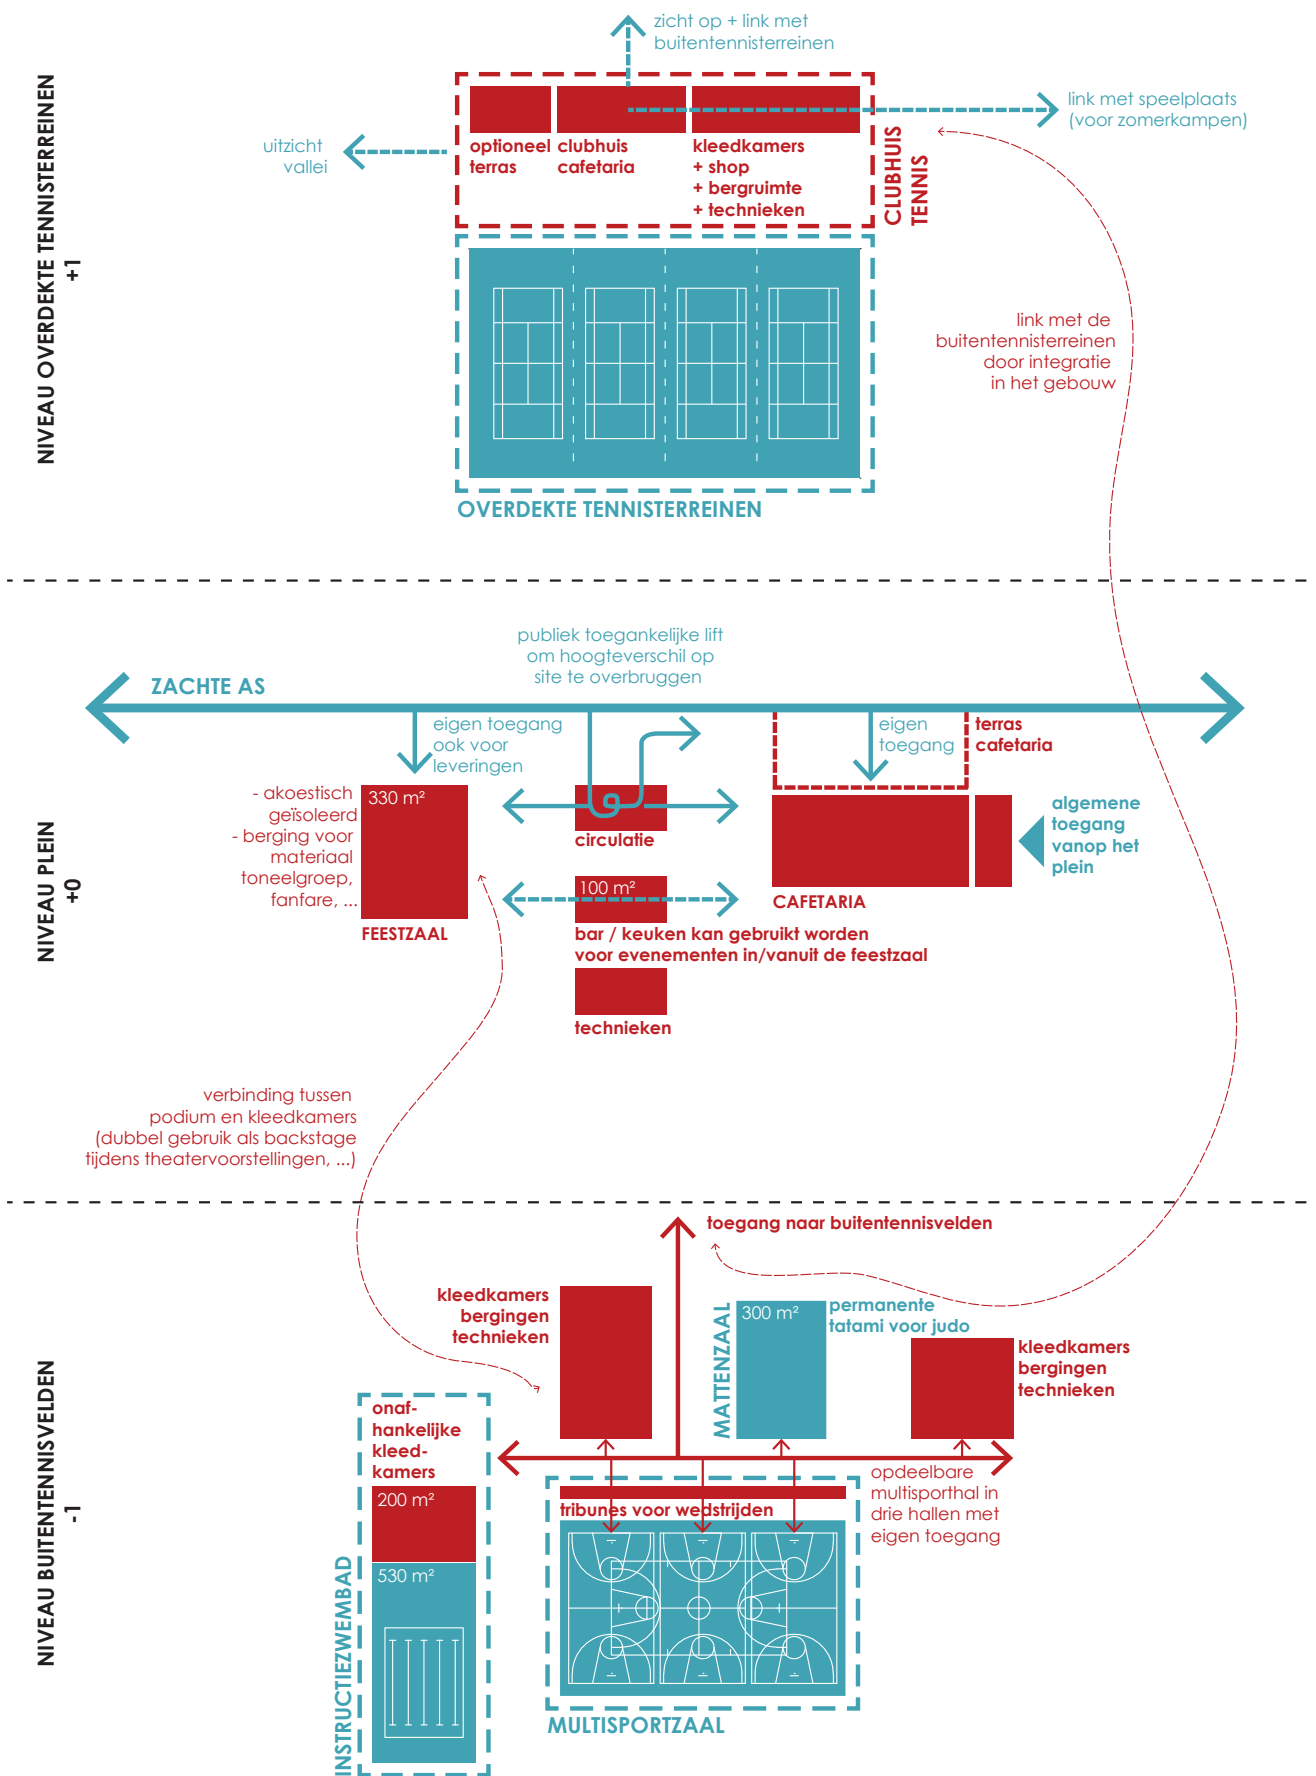 NIVEAU OVERDEKTE TENNISTERREINEN
+1
zicht op + link met
buitentennisterreinen
link met speelplaats
(voor zomerkampen)
uitzicht
vallei
optioneel
terras
clubhuis
cafetaria
kleedkamers
+ shop
+ bergruimte
+ technieken
CLUBHUIS
TENNIS
link met de
buitentennisterreinen
door integratie
in het gebouw
OVERDEKTE TENNISTERREINEN
NIVEAU PLEIN
+0
publiek toegankelijke lift
om hoogteverschil op
site te overbruggen
ZACHTE AS
eigen toegang
ook voor
leveringen
eigen
toegang
terras
cafetaria
- akoestisch
geïsoleerd
- berging voor
materiaal
toneelgroep,
fanfare, ...
330 m²
FEESTZAAL
circulatie
100 m²
bar / keuken kan gebruikt worden
voor evenementen in/vanuit de feestzaal
technieken
CAFETARIA
algemene
toegang
vanop het
plein
verbinding tussen
podium en kleedkamers
(dubbel gebruik als backstage
tijdens theatervoorstellingen, ...)
NIVEAU BUITENTENNISVELDEN
-1
toegang naar buitentennisvelden
kleedkamers
bergingen
technieken
MATTENZAAL
300 m²
permanente
tatami voor judo
kleedkamers
bergingen
technieken
onaf-
hankelijke
kleed-
kamers
200 m²
530 m²
INSTRUCTIEZWEMBAD
opdeelbare
multisporthal in
drie hallen met
eigen toegang
tribunes voor wedstrijden
MULTISPORTZAAL